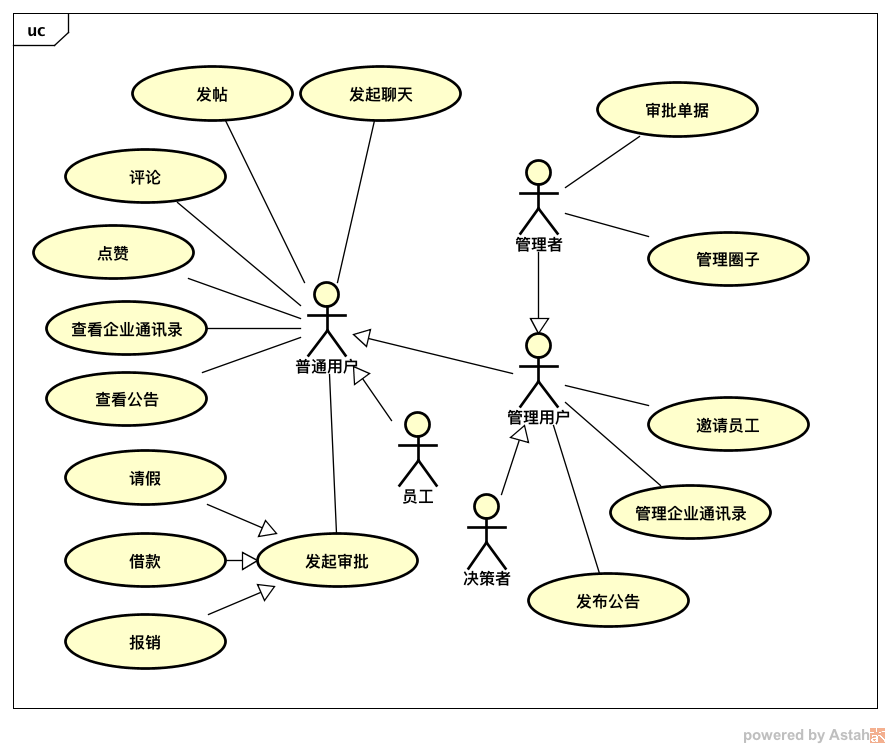 uc
发帖
发起聊天
审批单据
评论
管理者
点赞
管理圈子
查看企业通讯录
普通用户
查看公告
管理用户
邀请员工
请假
员工
管理企业通讯录
借款
发起审批
决策者
发布公告
报销
powered by Astah